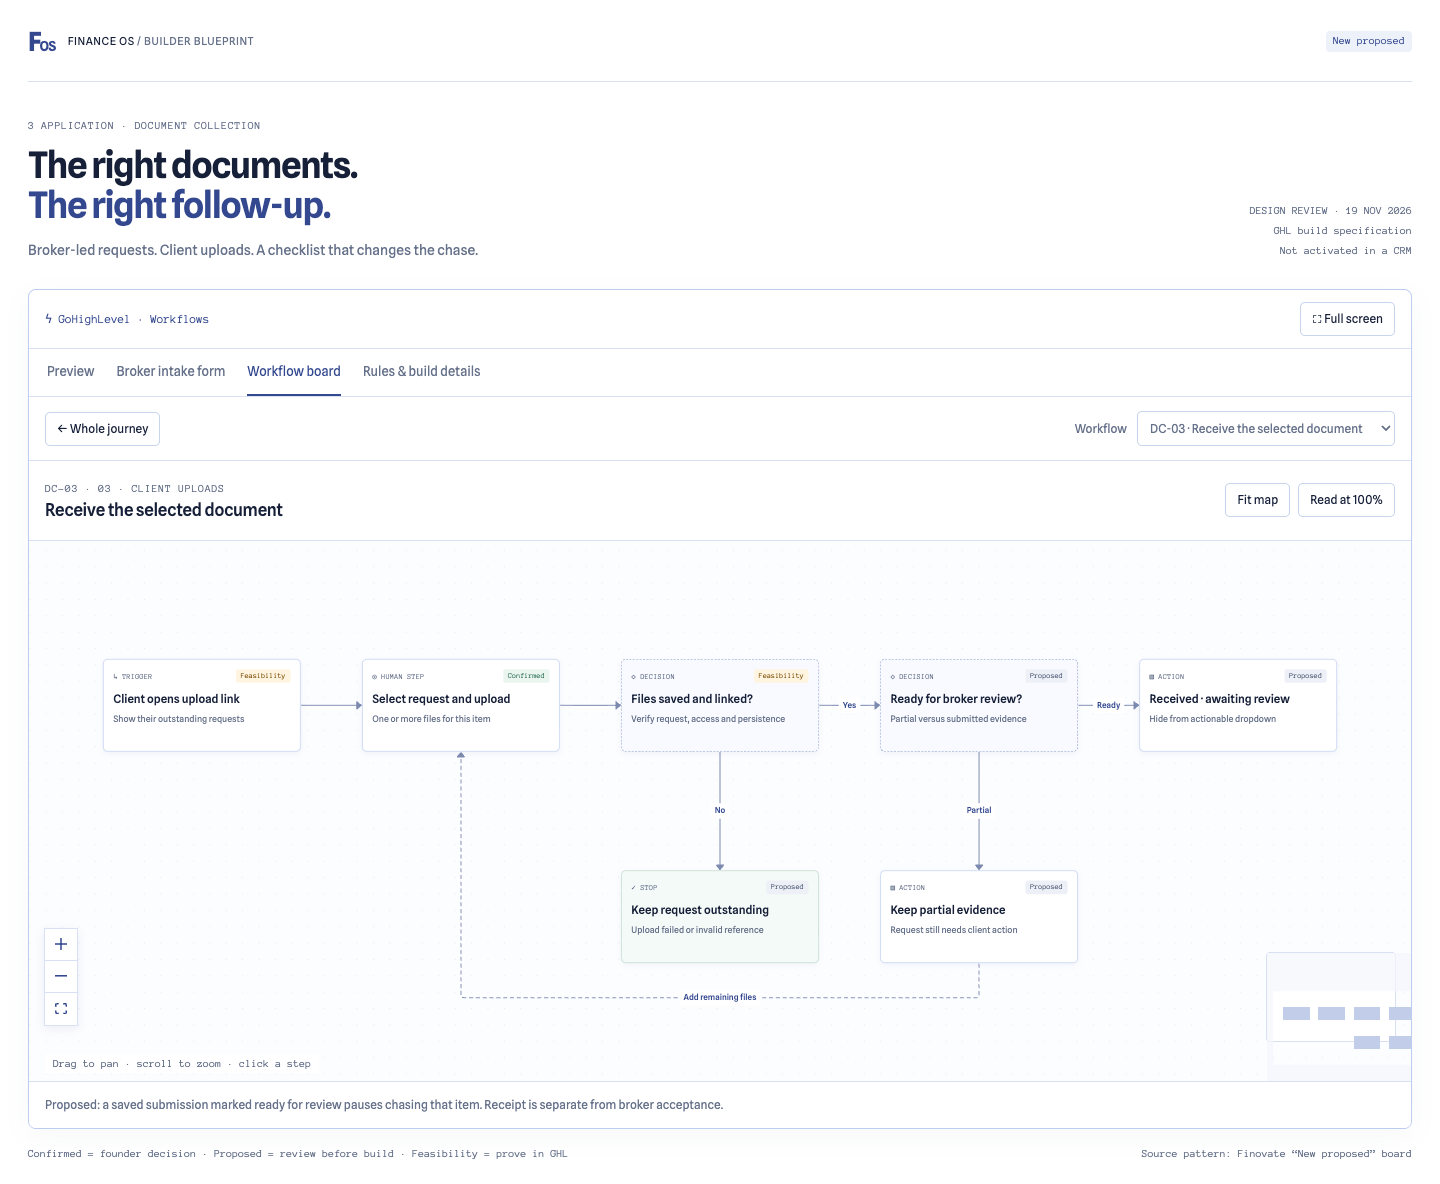 Fos FINANCE OS / BUILDER BLUEPRINT
New proposed
3 APPLICATION · DOCUMENT COLLECTION
The right documents.
The right follow-up.
Broker-led requests. Client uploads. A checklist that changes the chase.
DESIGN REVIEW · 19 NOV 2026
GHL build specification
Not activated in a CRM
ϟ GoHighLevel · Workflows
Full screen
Preview
Broker intake form
Workflow board
Rules & build details
← Whole journey
Workflow
DC-03 · Receive the selected document
DC-03 · 03 · CLIENT UPLOADS
Receive the selected document
Fit map
Read at 100%
↳ TRIGGER
Feasibility
Client opens upload link
Show their outstanding requests
◎ HUMAN STEP
Confirmed
Select request and upload
One or more files for this item
◇ DECISION
Feasibility
Files saved and linked?
Verify request, access and persistence
Yes
◇ DECISION
Proposed
Ready for broker review?
Partial versus submitted evidence
Ready
▤ ACTION
Proposed
Received · awaiting review
Hide from actionable dropdown
No
Partial
✓ STOP
Proposed
Keep request outstanding
Upload failed or invalid reference
▤ ACTION
Proposed
Keep partial evidence
Request still needs client action
Add remaining files
Drag to pan · scroll to zoom · click a step
Proposed: a saved submission marked ready for review pauses chasing that item. Receipt is separate from broker acceptance.
Confirmed = founder decision · Proposed = review before build · Feasibility = prove in GHL
Source pattern: Finovate “New proposed” board